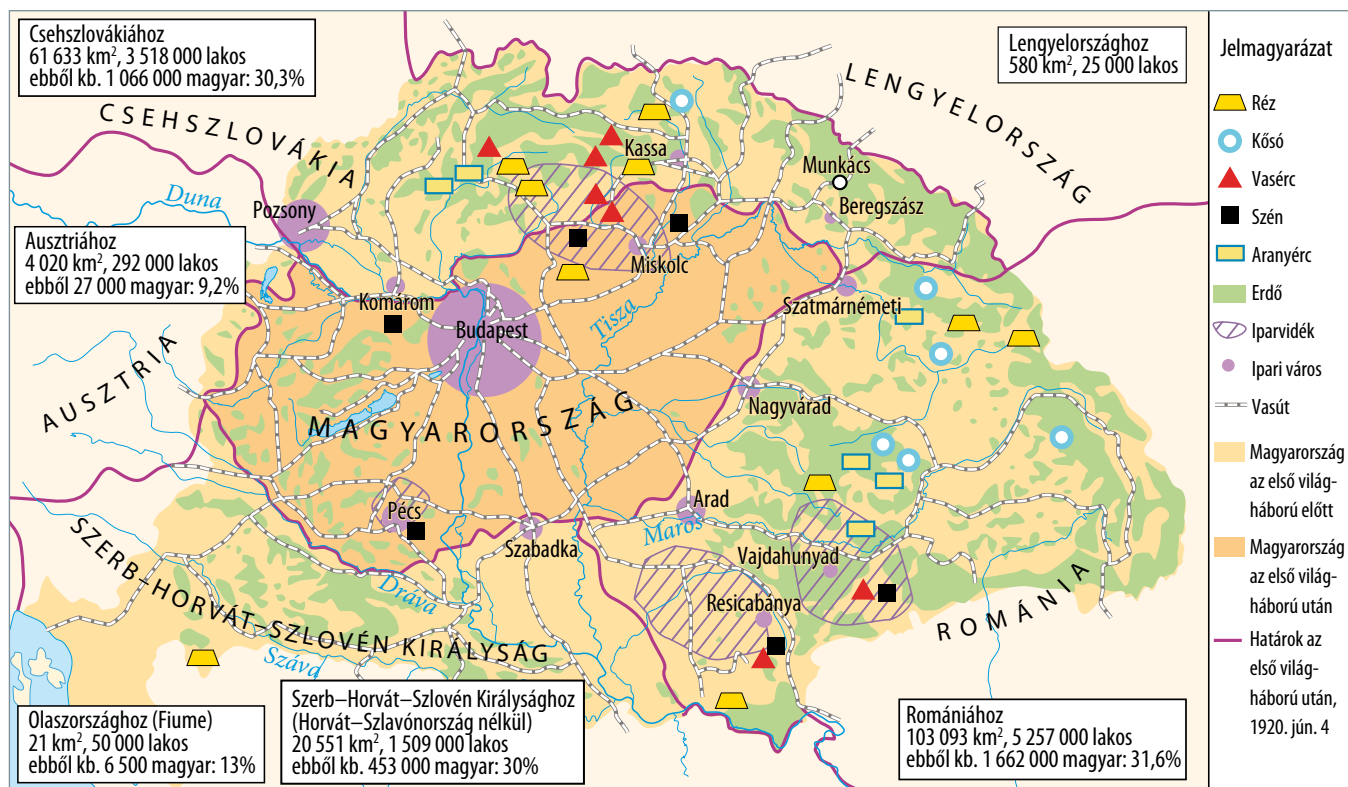 Csehszlovákiához
61 633 km², 3 518 000 lakos
ebből kb. 1 066 000 magyar: 30,3%
Lengyelországhoz
580 km², 25 000 lakos
LENGYELORSZÁG
CSEHSZLOVÁKIA
Kassa
Munkács
Beregszász
Duna
Pozsony
Ausztriához
4 020 km², 292 000 lakos
ebből 27 000 magyar: 9,2%
Miskolc
Komárom
Szatmárnémeti
Budapest
Tisza
AUSZTRIA
Nagyvárad
MAGYARORSZÁG
Pécs
Arad
Maros
Szabadka
Vajdahunyad
Dráva
Resicabánya
ROMÁNIA
SZERB–HORVÁT–SZLOVÉN KIRÁLYSÁG
Száva
Olaszországhoz (Fiume)
21 km², 50 000 lakos
ebből kb. 6 500 magyar: 13%
Szerb–Horvát–Szlovén Királysághoz
(Horvát–Szlavónország nélkül)
20 551 km², 1 509 000 lakos
ebből kb. 453 000 magyar: 30%
Romániához
103 093 km², 5 257 000 lakos
ebből kb. 1 662 000 magyar: 31,6%
Jelmagyarázat
Réz
Kősó
Vasérc
Szén
Aranyérc
Erdő
Iparvidék
Ipari város
Vasút
Magyarország
az első világ-
háború előtt
Magyarország
az első világ-
háború után
Határok az
első világ-
háború után,
1920. jún. 4